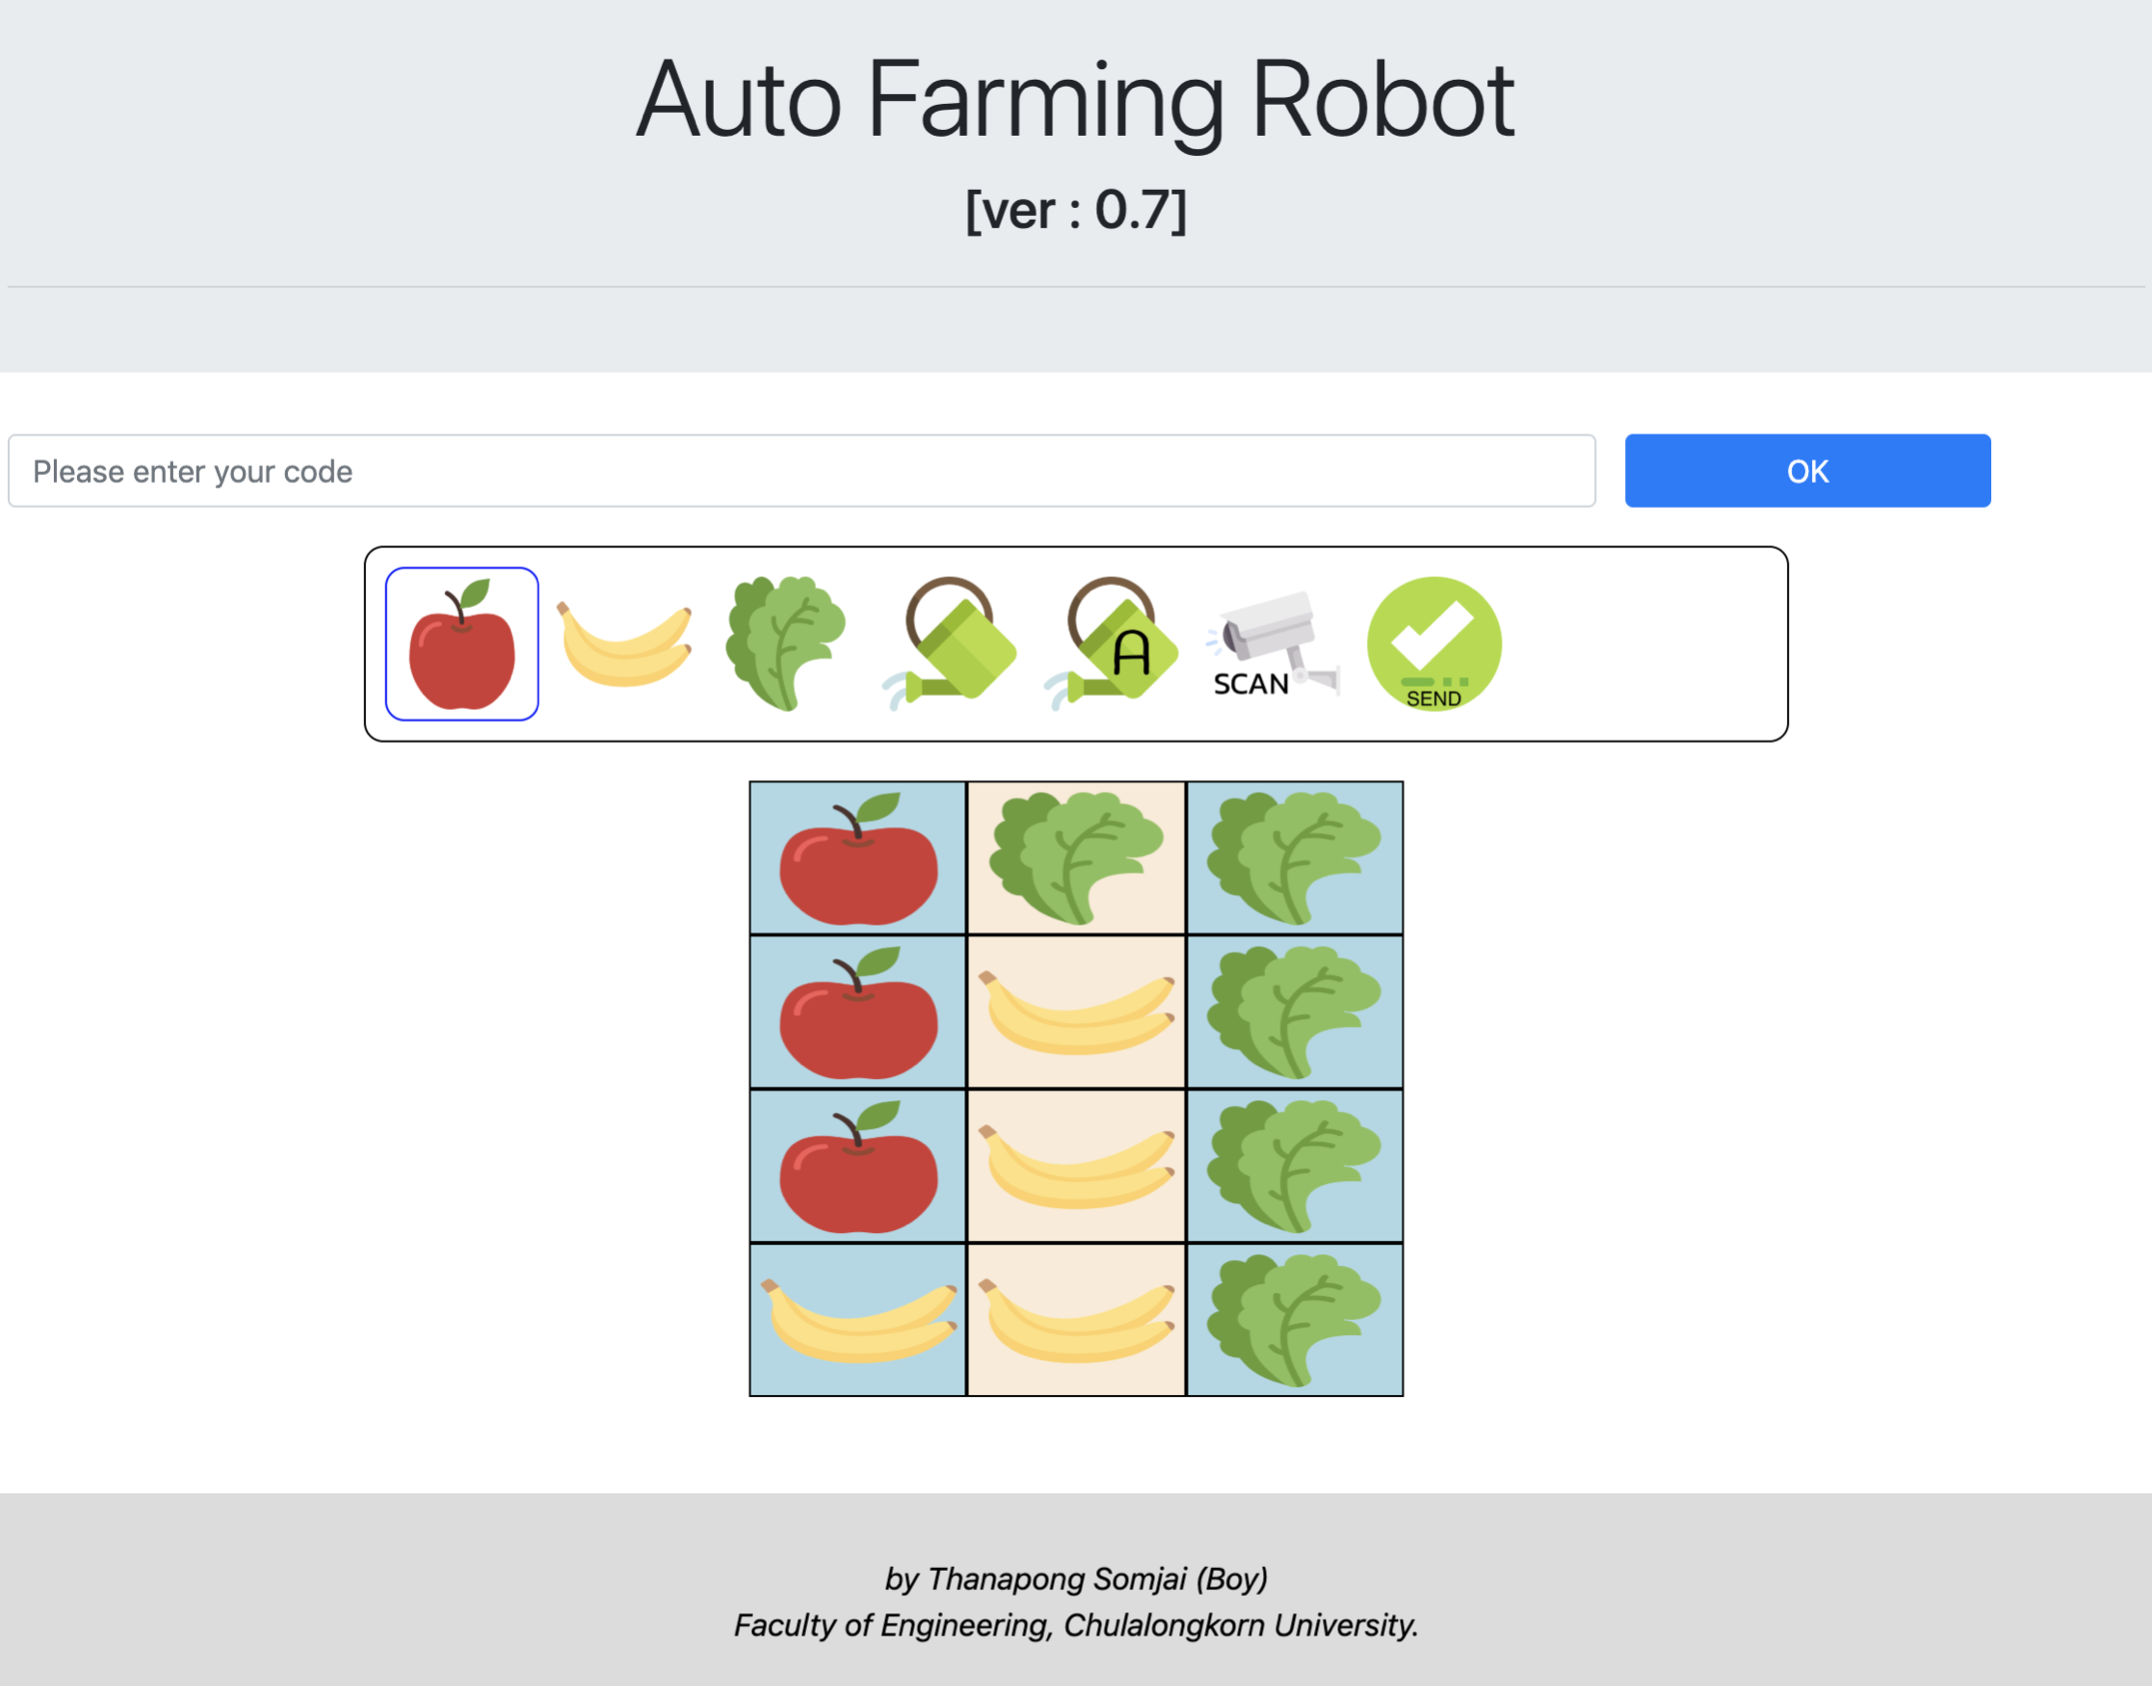 Auto Farming Robot
[ver : 0.7]
Please enter your code
OK
A
SCAN
SEND
by Thanapong Somjai (Boy)
Faculty of Engineering, Chulalongkorn University.